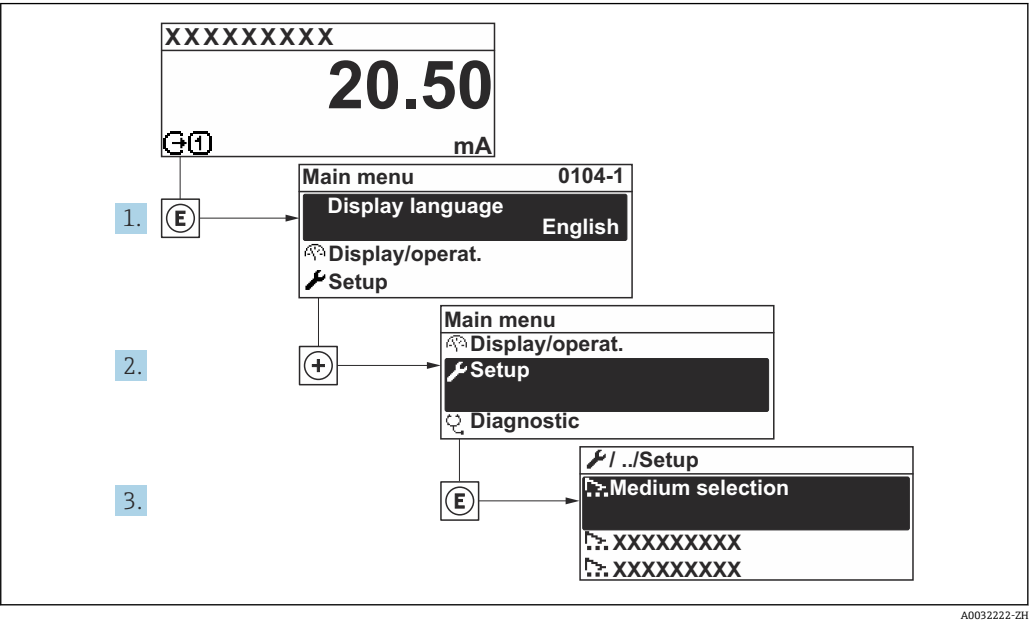 XXXXXXXXX
20.50
1
mA
Main menu 0104-1
1. E Display language
English
Display/operat.
Setup
Main menu
2. + Display/operat.
Setup
Diagnostic
/ ../Setup
3. E Medium selection
XXXXXXXXX
XXXXXXXXX
A0032222-ZH